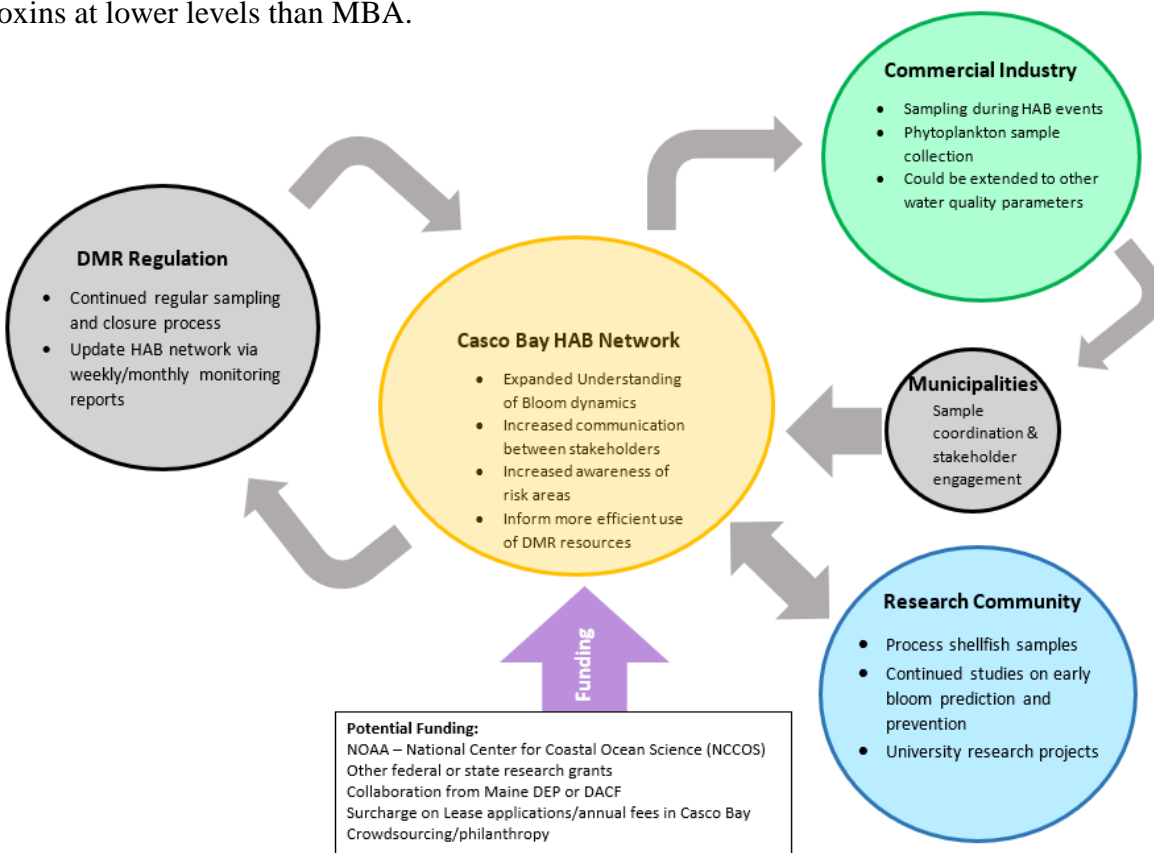 oxins at lower levels than MBA.
Commercial Industry
• Sampling during HAB events
• Phytoplankton sample
collection
• Could be extended to other
water quality parameters
DMR Regulation
• Continued regular sampling
and closure process
• Update HAB network via
weekly/monthly monitoring
reports
Casco Bay HAB Network
• Expanded Understanding
of Bloom dynamics
• Increased communication
between stakeholders
• Increased awareness of
risk areas
• Inform more efficient use
of DMR resources
Municipalities
Sample
coordination &
stakeholder
engagement
Research Community
• Process shellfish samples
• Continued studies on early
bloom prediction and
prevention
• University research projects
Funding
Potential Funding:
NOAA – National Center for Coastal Ocean Science (NCCOS)
Other federal or state research grants
Collaboration from Maine DEP or DACF
Surcharge on Lease applications/annual fees in Casco Bay
Crowdsourcing/philanthropy